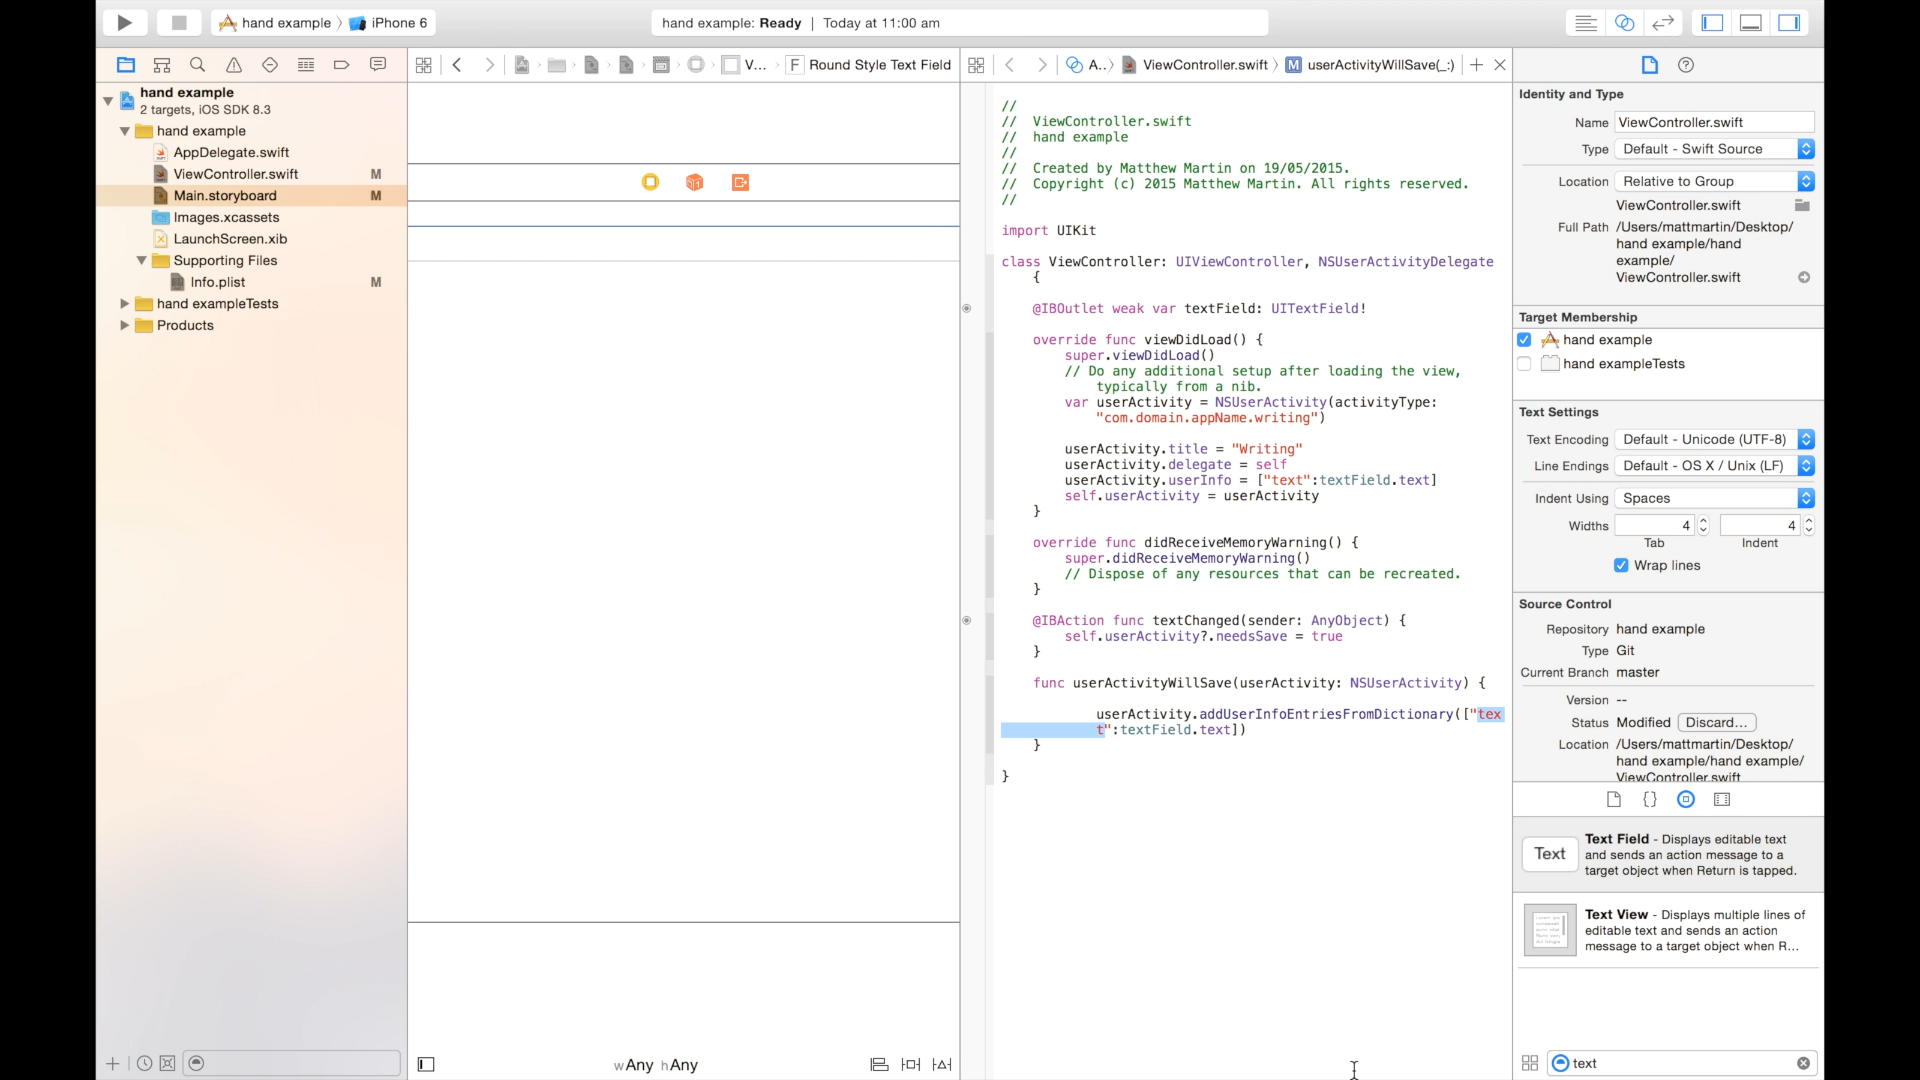 hand example 〉 iPhone 6
hand example: Ready | Today at 11:00 am
V... 〉 F Round Style Text Field
A.. 〉 ViewController.swift 〉 M userActivityWillSave(_:)
hand example
2 targets, iOS SDK 8.3
hand example
AppDelegate.swift
ViewController.swift M
Main.storyboard M
Images.xcassets
LaunchScreen.xib
Supporting Files
Info.plist M
hand exampleTests
Products
wAny hAny
//
// ViewController.swift
// hand example
//
// Created by Matthew Martin on 19/05/2015.
// Copyright (c) 2015 Matthew Martin. All rights reserved.
//
import UIKit
class ViewController: UIViewController, NSUserActivityDelegate
{
@IBOutlet weak var textField: UITextField!
override func viewDidLoad() {
super.viewDidLoad()
// Do any additional setup after loading the view,
typically from a nib.
var userActivity = NSUserActivity(activityType:
"com.domain.appName.writing")
userActivity.title = "Writing"
userActivity.delegate = self
userActivity.userInfo = ["text":textField.text]
self.userActivity = userActivity
}
override func didReceiveMemoryWarning() {
super.didReceiveMemoryWarning()
// Dispose of any resources that can be recreated.
}
@IBAction func textChanged(sender: AnyObject) {
self.userActivity?.needsSave = true
}
func userActivityWillSave(userActivity: NSUserActivity) {
userActivity.addUserInfoEntriesFromDictionary(["tex
t":textField.text])
}
}
Identity and Type
Name ViewController.swift
Type Default - Swift Source
Location Relative to Group
ViewController.swift
Full Path /Users/mattmartin/Desktop/
hand example/hand
example/
ViewController.swift
Target Membership
hand example
hand exampleTests
Text Settings
Text Encoding Default - Unicode (UTF-8)
Line Endings Default - OS X / Unix (LF)
Indent Using Spaces
Widths 4 4
Tab Indent
Wrap lines
Source Control
Repository hand example
Type Git
Current Branch master
Version --
Status Modified Discard...
Location /Users/mattmartin/Desktop/
hand example/hand example/
ViewController.swift
{}
Text
Text Field - Displays editable text
and sends an action message to a
target object when Return is tapped.
Text View - Displays multiple lines of
editable text and sends an action
message to a target object when R...
text